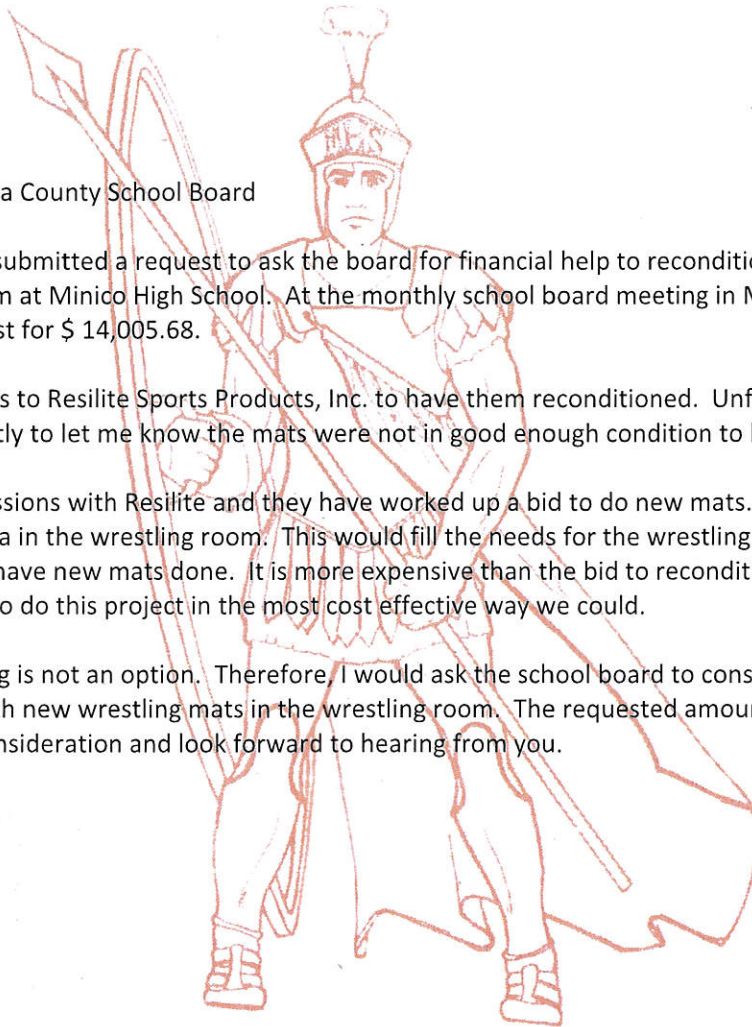 a County School Board
submitted a request to ask the board for financial help to reconditio
m at Minico High School. At the monthly school board meeting in M
st for $ 14,005.68.
s to Resilite Sports Products, Inc. to have them reconditioned. Unf
tly to let me know the mats were not in good enough condition to
ssions with Resilite and they have worked up a bid to do new mats.
a in the wrestling room. This would fill the needs for the wrestling
have new mats done. It is more expensive than the bid to recondit
o do this project in the most cost effective way we could.
g is not an option. Therefore, I would ask the school board to cons
h new wrestling mats in the wrestling room. The requested amou
nsideration and look forward to hearing from you.
MHS